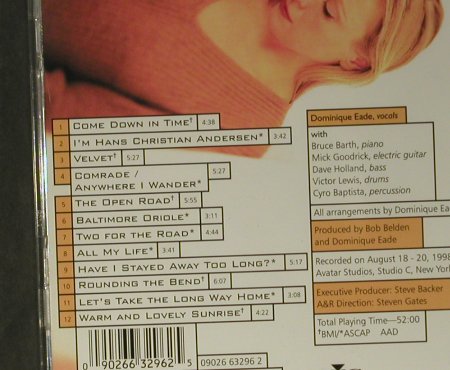 1 COME DOWN IN TIME† 4:38
2 I'M HANS CHRISTIAN ANDERSEN* 3:42
3 VELVET† 5:27
4 COMRADE /
ANYWHERE I WANDER* 5:27
5 THE OPEN ROAD† 5:55
6 BALTIMORE ORIOLE* 3:11
7 TWO FOR THE ROAD* 4:44
8 ALL MY LIFE* 3:41
9 HAVE I STAYED AWAY TOO LONG?* 5:17
10 ROUNDING THE BEND† 6:07
11 LET'S TAKE THE LONG WAY HOME* 3:08
12 WARM AND LOVELY SUNRISE† 4:22
Dominique Eade, vocals
with
Bruce Barth, piano
Mick Goodrick, electric guitar
Dave Holland, bass
Victor Lewis, drums
Cyro Baptista, percussion
All arrangements by Dominique Ea
Produced by Bob Belden
and Dominique Eade
Recorded on August 18 - 20, 1998
Avatar Studios, Studio C, New York
Executive Producer: Steve Backer
A&R Direction: Steven Gates
Total Playing Time—52:00
†BMI/*ASCAP AAD
0 90266 32962 5
09026 63296 2